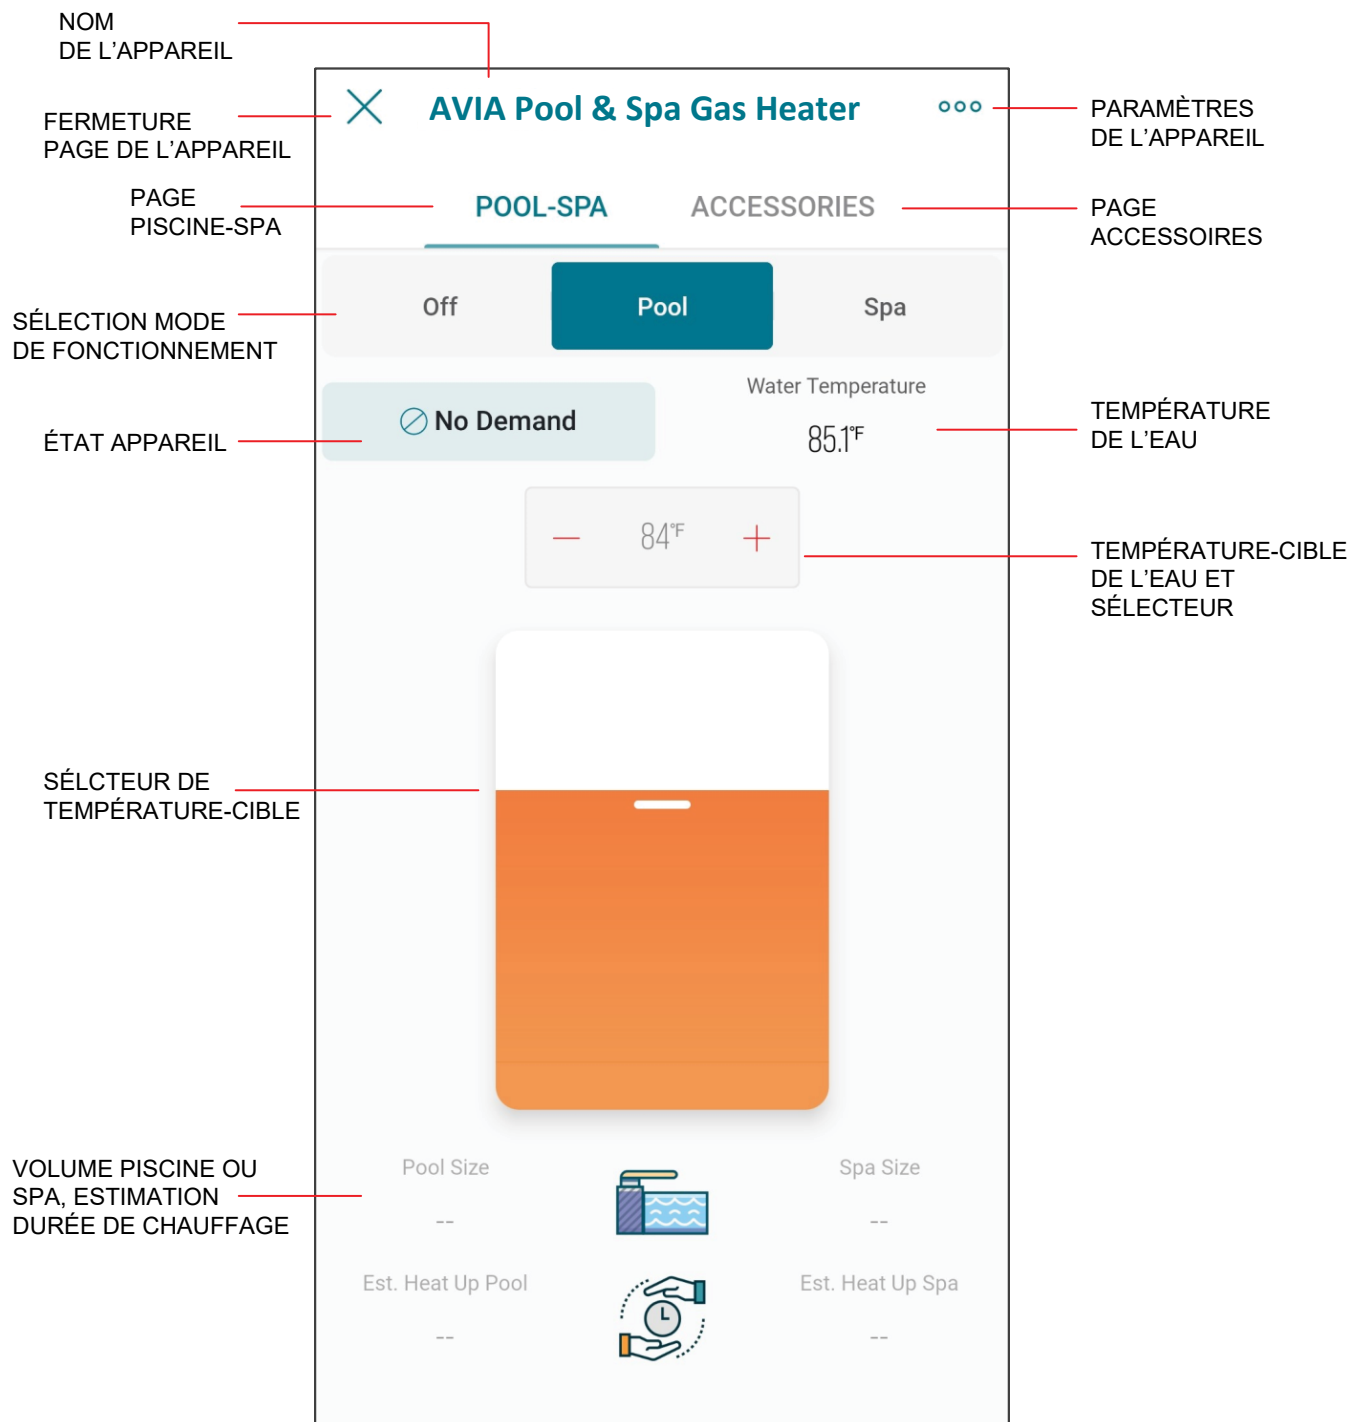 NOM
DE L'APPAREIL
AVIA Pool & Spa Gas Heater
FERMETURE
PAGE DE L'APPAREIL
PARAMÈTRES
DE L'APPAREIL
PAGE
PISCINE-SPA
POOL-SPA
ACCESSORIES
PAGE
ACCESSOIRES
SÉLECTION MODE
DE FONCTIONNEMENT
Off
Pool
Spa
ÉTAT APPAREIL
No Demand
Water Temperature
85.1°F
TEMPÉRATURE
DE L'EAU
− 84°F +
TEMPÉRATURE-CIBLE
DE L'EAU ET
SÉLECTEUR
SÉLCTEUR DE
TEMPÉRATURE-CIBLE
VOLUME PISCINE OU
SPA, ESTIMATION
DURÉE DE CHAUFFAGE
Pool Size
--
Spa Size
--
Est. Heat Up Pool
--
Est. Heat Up Spa
--